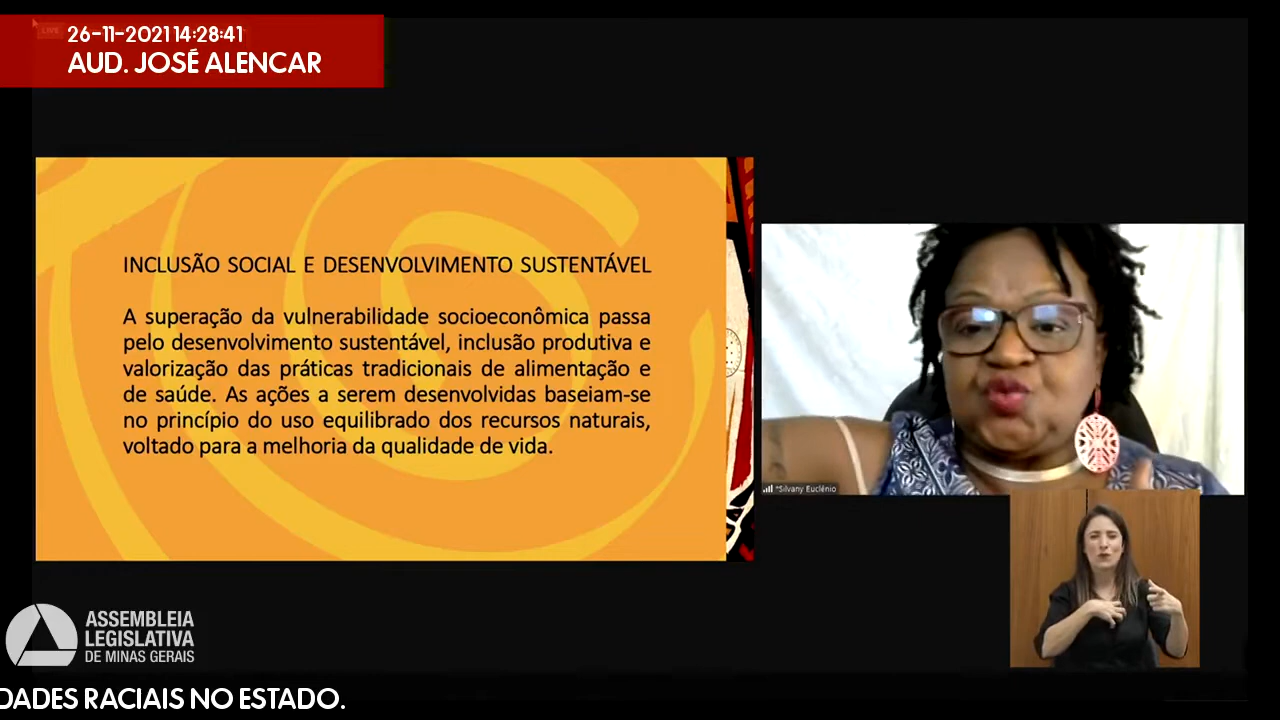 LIVE
26-11-2021 14:28:41
AUD. JOSÉ ALENCAR
INCLUSÃO SOCIAL E DESENVOLVIMENTO SUSTENTÁVEL
A superação da vulnerabilidade socioeconômica passa
pelo desenvolvimento sustentável, inclusão produtiva e
valorização das práticas tradicionais de alimentação e
de saúde. As ações a serem desenvolvidas baseiam-se
no princípio do uso equilibrado dos recursos naturais,
voltado para a melhoria da qualidade de vida.
*Silvany Euclênio
ASSEMBLEIA
LEGISLATIVA
DE MINAS GERAIS
DADES RACIAIS NO ESTADO.